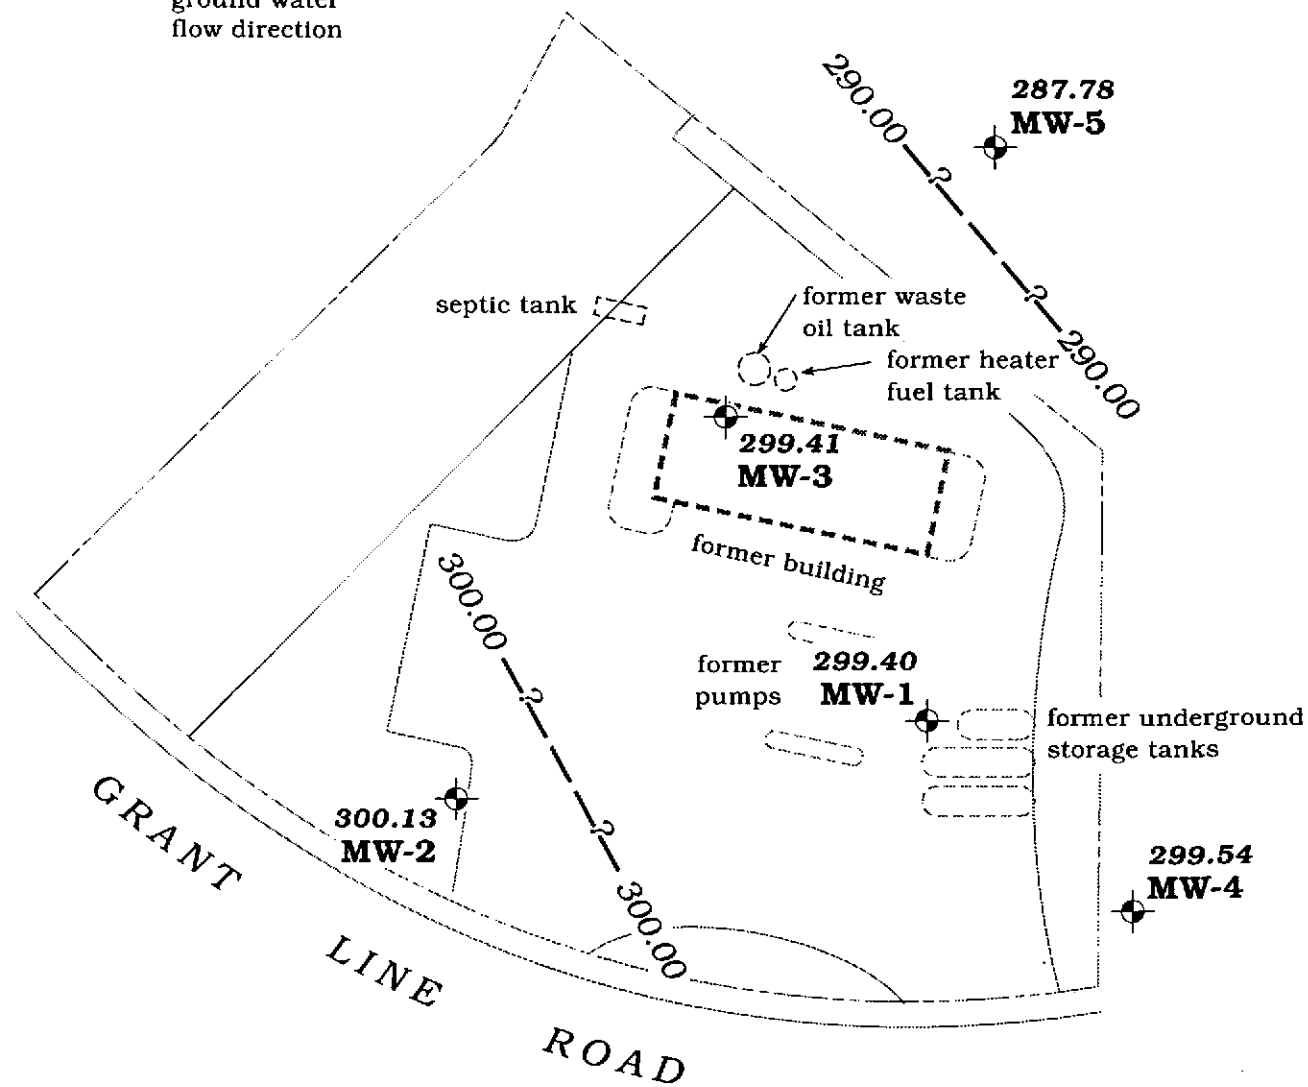 ground water
flow direction
290.00
287.78
MW-5
?
?
290.00
septic tank
former waste
oil tank
former heater
fuel tank
299.41
MW-3
former building
300.00
?
?
300.00
former
pumps
299.40
MW-1
former underground
storage tanks
300.13
MW-2
299.54
MW-4
GRANT LINE ROAD